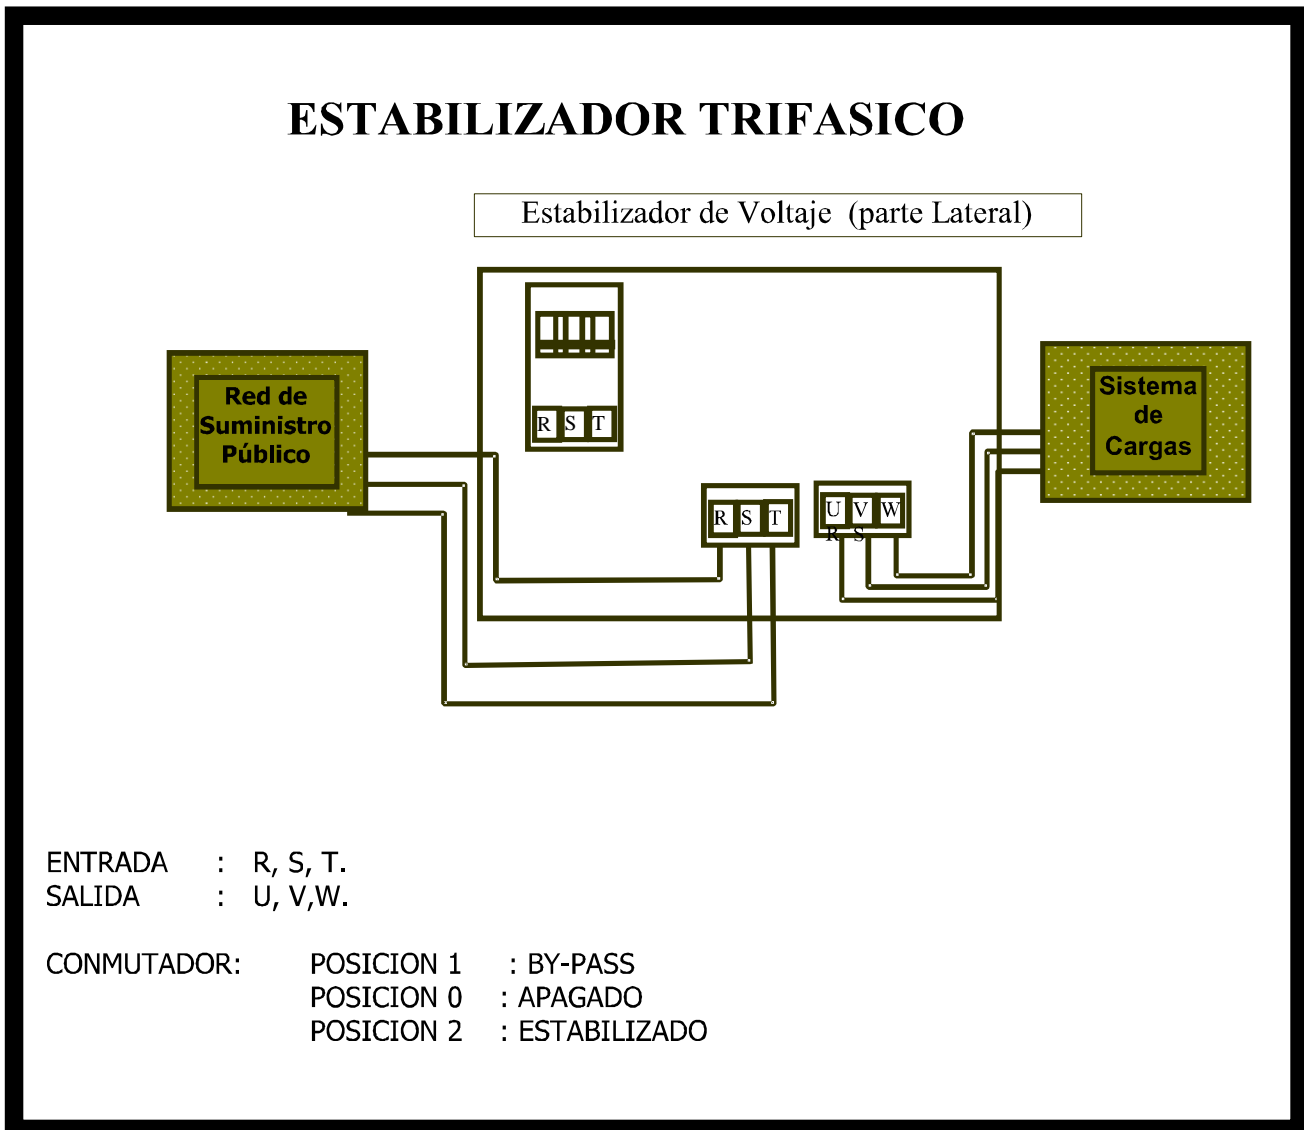 ESTABILIZADOR TRIFASICO
Estabilizador de Voltaje (parte Lateral)
Red de
Suministro
Público
Sistema
de
Cargas
R S T
R S T
U V W
R S
ENTRADA : R, S, T.
SALIDA : U, V,W.
CONMUTADOR: POSICION 1 : BY-PASS
POSICION 0 : APAGADO
POSICION 2 : ESTABILIZADO